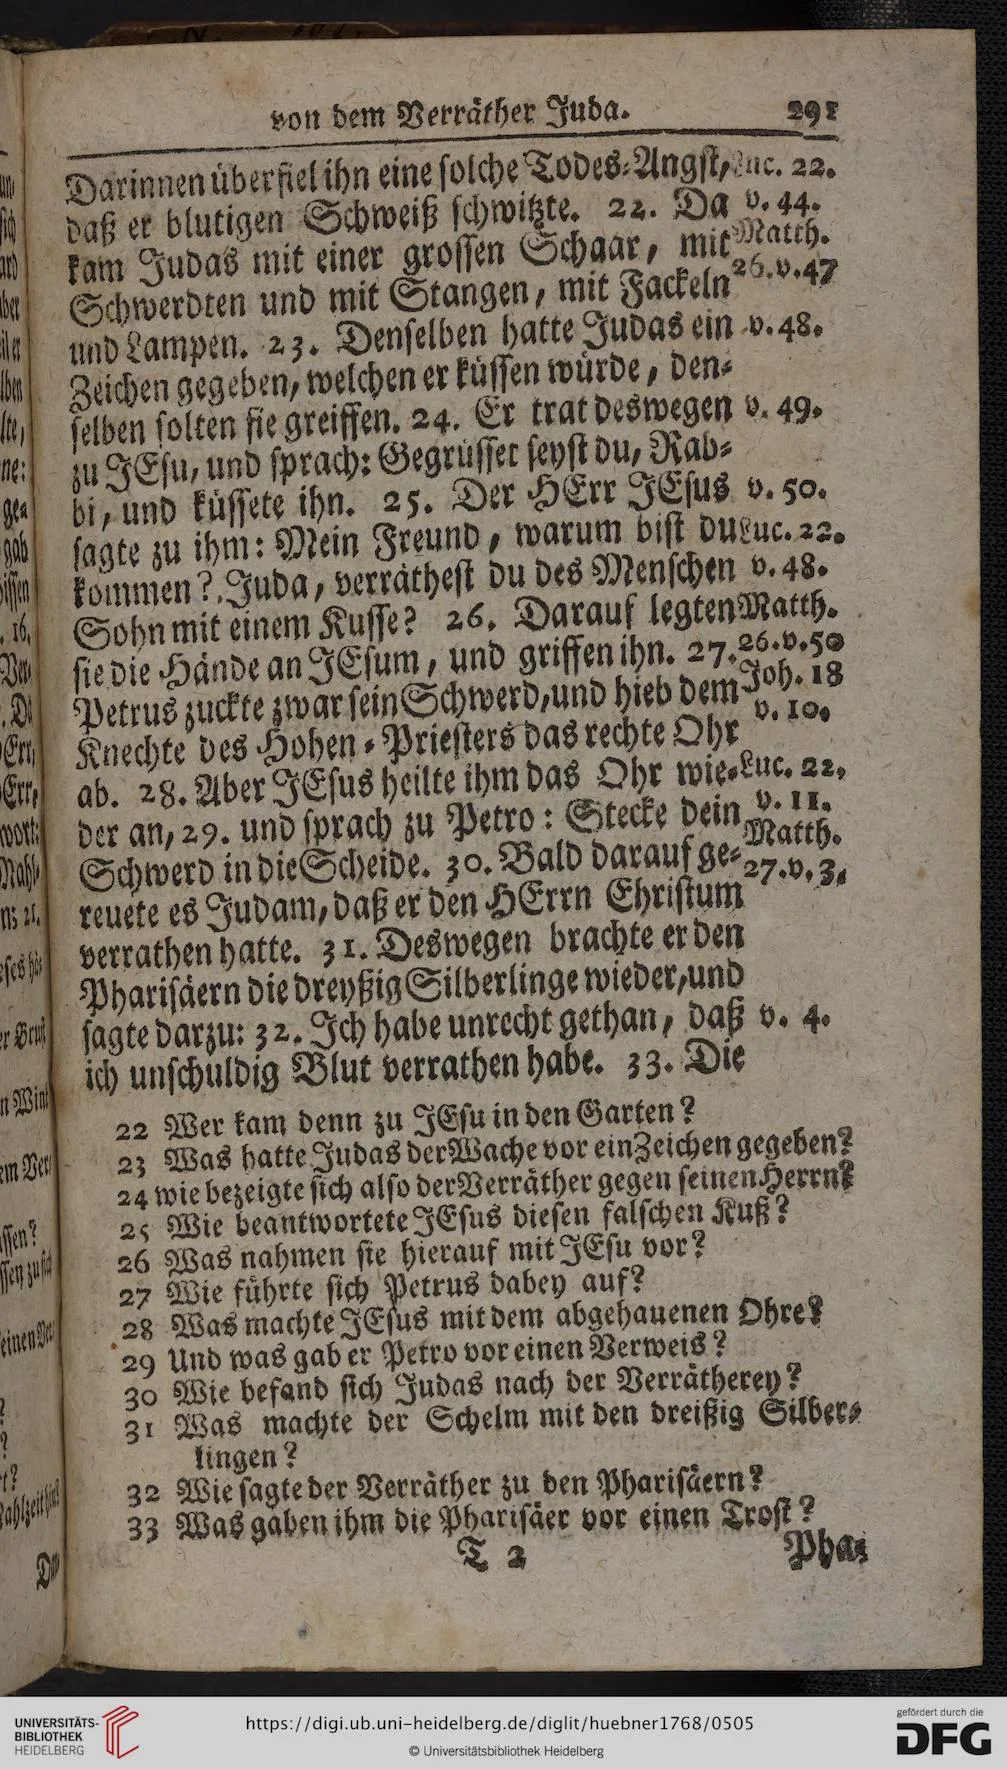 von dem Verräther Juda. 291
Darinnen überfiel ihn eine solche Todes-Angst, Luc. 22.
daß er blutigen Schweiß schwitzte. 22. Da v. 44.
kam Judas mit einer grossen Schaar, mit Matth.
Schwerdten und mit Stangen, mit Fackeln 26. v. 47
und Lampen. 23. Denselben hatte Judas ein v. 48.
Zeichen gegeben, welchen er küssen würde, den-
selben solten sie greiffen. 24. Er trat deswegen v. 49.
zu JEsu, und sprach: Gegrüsset seyst du, Rab-
bi, und küssete ihn. 25. Der HErr JEsus v. 50.
sagte zu ihm: Mein Freund, warum bist du Luc. 22.
kommen? Juda, verräthest du des Menschen v. 48.
Sohn mit einem Kusse? 26. Darauf legten Matth.
sie die Hände an JEsum, und griffen ihn. 27. 26. v. 50
Petrus zuckte zwar sein Schwerd, und hieb dem Joh. 18
Knechte des Hohen-Priesters das rechte Ohr v. 10.
ab. 28. Aber JEsus heilte ihm das Ohr wie- Luc. 22,
der an, 29. und sprach zu Petro: Stecke dein v. 11.
Schwerd in die Scheide. 30. Bald darauf ge- Matth.
reuete es Judam, daß er den HErrn Christum 27. v. 3.
verrathen hatte. 31. Deswegen brachte er den
Pharisäern die dreyßig Silberlinge wieder, und
sagte darzu: 32. Ich habe unrecht gethan, daß v. 4.
ich unschuldig Blut verrathen habe. 33. Die
22 Wer kam denn zu JEsu in den Garten?
23 Was hatte Judas der Wache vor ein Zeichen gegeben?
24 wie bezeigte sich also der Verräther gegen seinen Herrn?
25 Wie beantwortete JEsus diesen falschen Kuß?
26 Was nahmen sie hierauf mit JEsu vor?
27 Wie führte sich Petrus dabey auf?
28 Was machte JEsus mit dem abgehauenen Ohre?
29 Und was gab er Petro vor einen Verweis?
30 Wie befand sich Judas nach der Verrätherey?
31 Was machte der Schelm mit den dreißig Silber-
lingen?
32 Wie sagte der Verräther zu den Pharisäern?
33 Was gaben ihm die Pharisäer vor einen Trost?
T 2 Pha-
UNIVERSITÄTS-
BIBLIOTHEK
HEIDELBERG
https://digi.ub.uni-heidelberg.de/diglit/huebner1768/0505
© Universitätsbibliothek Heidelberg
gefördert durch die
DFG